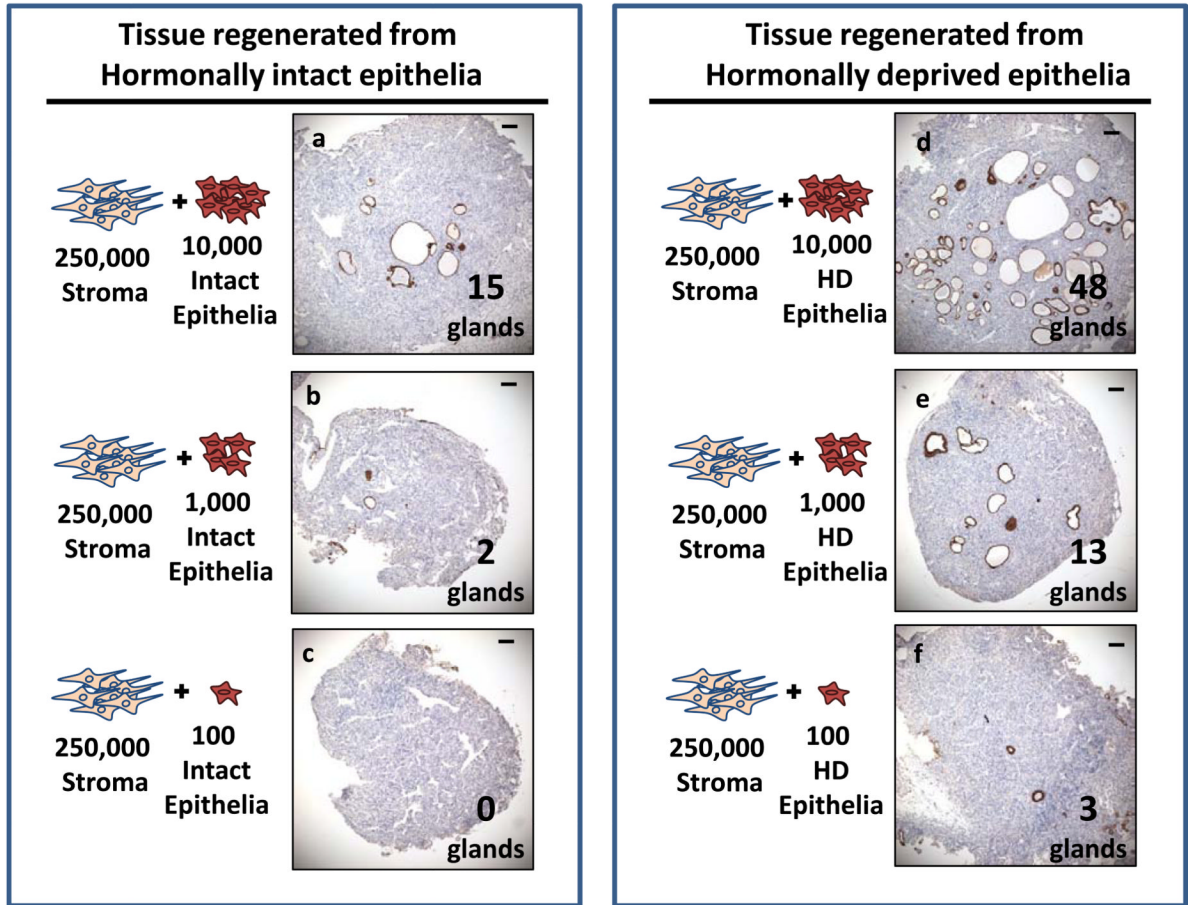 Tissue regenerated from
Hormonally intact epithelia
a
+
250,000
Stroma
10,000
Intact
Epithelia
15
glands
b
+
250,000
Stroma
1,000
Intact
Epithelia
2
glands
c
+
250,000
Stroma
100
Intact
Epithelia
0
glands
Tissue regenerated from
Hormonally deprived epithelia
d
+
250,000
Stroma
10,000
HD
Epithelia
48
glands
e
+
250,000
Stroma
1,000
HD
Epithelia
13
glands
f
+
250,000
Stroma
100
HD
Epithelia
3
glands